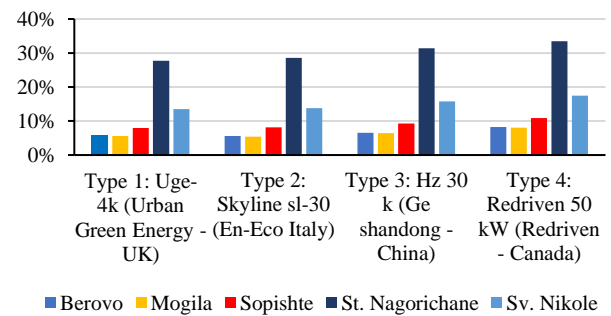 40%
30%
20%
10%
0%
Type 1: Uge-
4k (Urban
Green Energy -
UK)
Type 2:
Skyline sl-30
(En-Eco Italy)
Type 3: Hz 30
k (Ge
shandong -
China)
Type 4:
Redriven 50
kW (Redriven
- Canada)
Berovo Mogila Sopishte St. Nagorichane Sv. Nikole